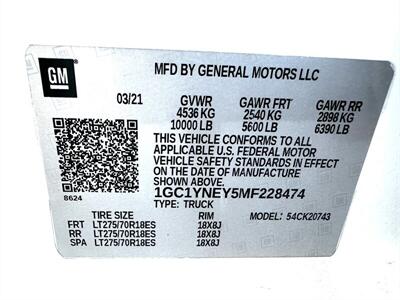 GM
MFD BY GENERAL MOTORS LLC
03/21 GVWR GAWR FRT GAWR RR
4536 KG 2540 KG 2898 KG
10000 LB 5600 LB 6390 LB
THIS VEHICLE CONFORMS TO ALL
APPLICABLE U.S. FEDERAL MOTOR
VEHICLE SAFETY STANDARDS IN EFFECT
ON THE DATE OF MANUFACTURE SHOWN ABOVE.
1GC1YNEY5MF228474
8624 TYPE: TRUCK
TIRE SIZE RIM MODEL: 54CK20743
FRT LT275/70R18ES 18X8J
RR LT275/70R18ES 18X8J
SPA LT275/70R18ES 18X8J